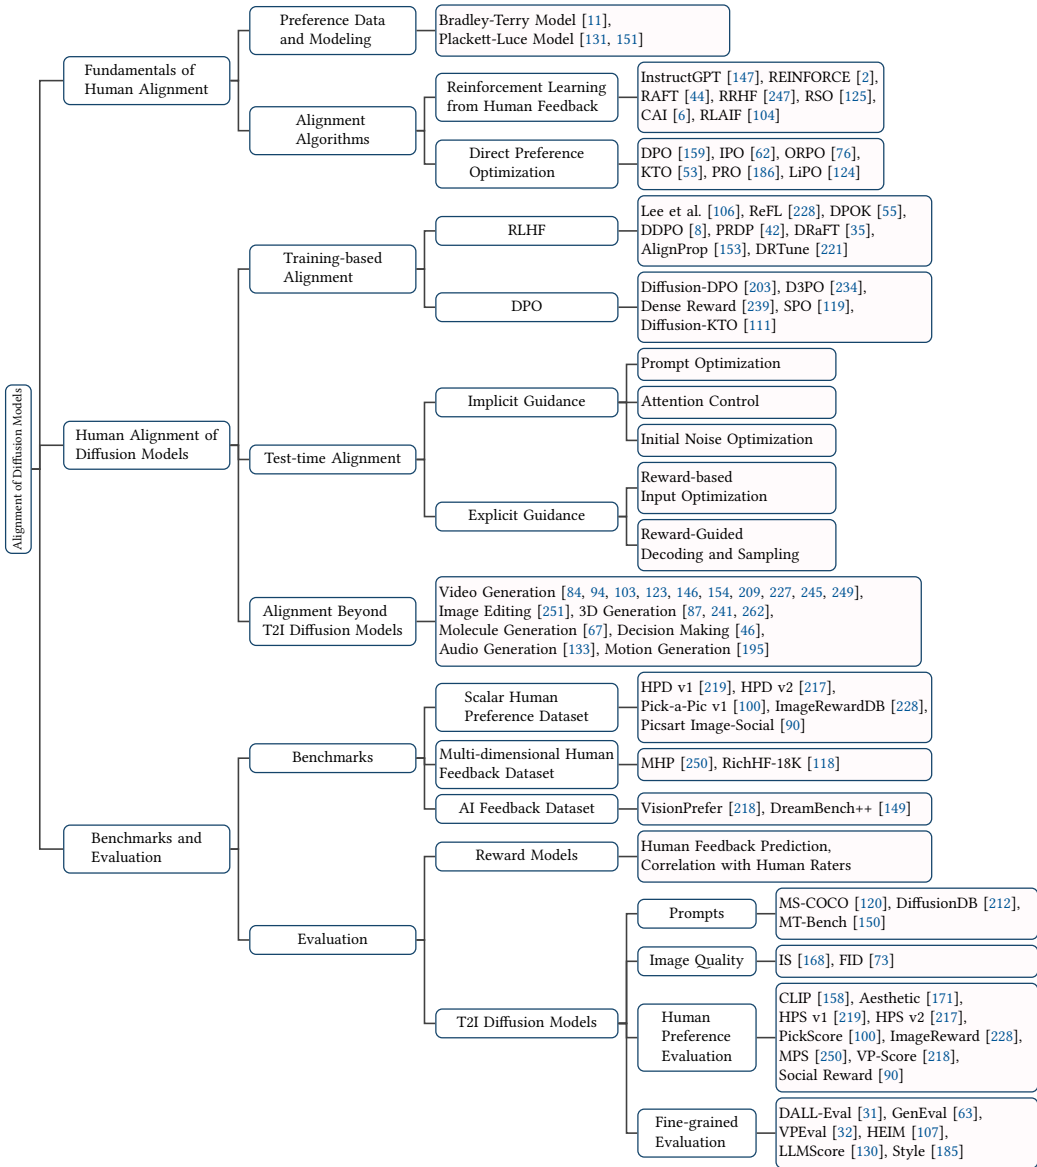 Alignment of Diffusion Models
Fundamentals of
Human Alignment
Preference Data
and Modeling
Bradley-Terry Model [11],
Plackett-Luce Model [131, 151]
Alignment
Algorithms
Reinforcement Learning
from Human Feedback
InstructGPT [147], REINFORCE [2],
RAFT [44], RRHF [247], RSO [125],
CAI [6], RLAIF [104]
Direct Preference
Optimization
DPO [159], IPO [62], ORPO [76],
KTO [53], PRO [186], LiPO [124]
Human Alignment of
Diffusion Models
Training-based
Alignment
RLHF
Lee et al. [106], ReFL [228], DPOK [55],
DDPO [8], PRDP [42], DRaFT [35],
AlignProp [153], DRTune [221]
DPO
Diffusion-DPO [203], D3PO [234],
Dense Reward [239], SPO [119],
Diffusion-KTO [111]
Test-time Alignment
Implicit Guidance
Prompt Optimization
Attention Control
Initial Noise Optimization
Explicit Guidance
Reward-based
Input Optimization
Reward-Guided
Decoding and Sampling
Alignment Beyond
T2I Diffusion Models
Video Generation [84, 94, 103, 123, 146, 154, 209, 227, 245, 249],
Image Editing [251], 3D Generation [87, 241, 262],
Molecule Generation [67], Decision Making [46],
Audio Generation [133], Motion Generation [195]
Benchmarks and
Evaluation
Benchmarks
Scalar Human
Preference Dataset
HPD v1 [219], HPD v2 [217],
Pick-a-Pic v1 [100], ImageRewardDB [228],
Picsart Image-Social [90]
Multi-dimensional Human
Feedback Dataset
MHP [250], RichHF-18K [118]
AI Feedback Dataset
VisionPrefer [218], DreamBench++ [149]
Evaluation
Reward Models
Human Feedback Prediction,
Correlation with Human Raters
T2I Diffusion Models
Prompts
MS-COCO [120], DiffusionDB [212],
MT-Bench [150]
Image Quality
IS [168], FID [73]
Human
Preference
Evaluation
CLIP [158], Aesthetic [171],
HPS v1 [219], HPS v2 [217],
PickScore [100], ImageReward [228],
MPS [250], VP-Score [218],
Social Reward [90]
Fine-grained
Evaluation
DALL-Eval [31], GenEval [63],
VPEval [32], HEIM [107],
LLMScore [130], Style [185]